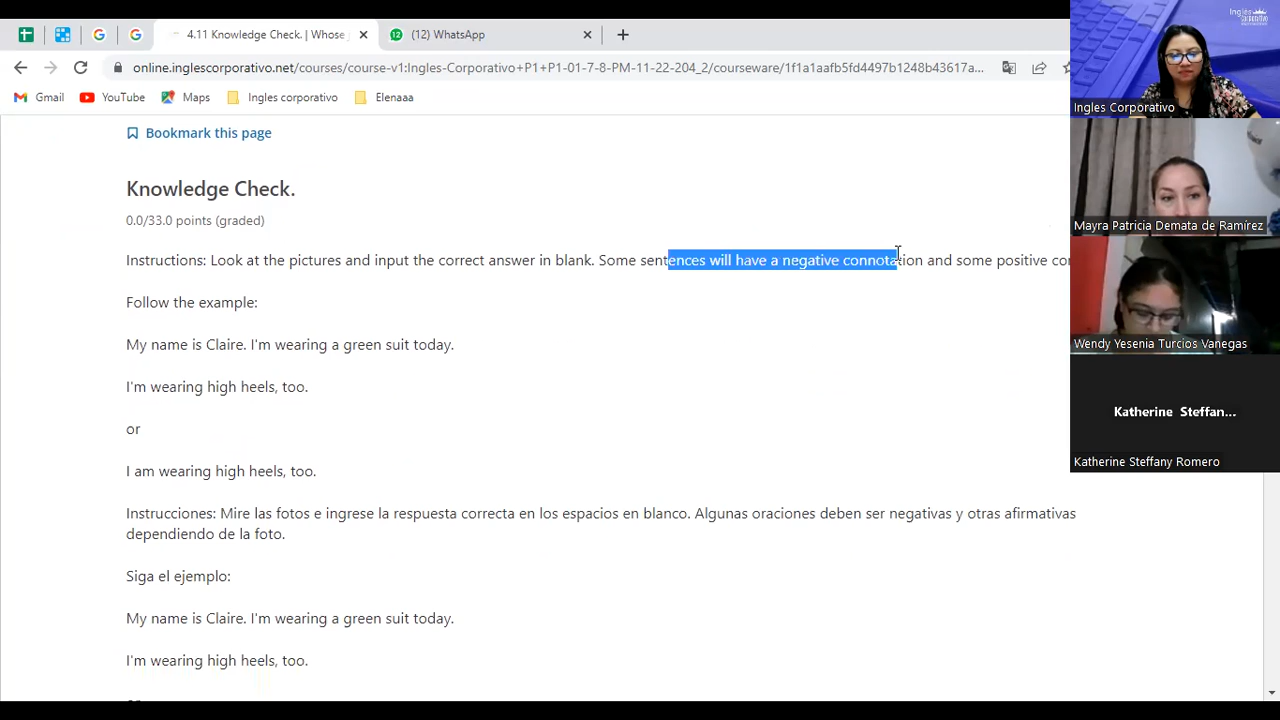 4.11 Knowledge Check. | Whose
(12) WhatsApp
online.inglescorporativo.net/courses/course-v1:Ingles-Corporativo+P1+P1-01-7-8-PM-11-22-204_2/courseware/1f1a1aafb5fd4497b1248b43617a...
Gmail YouTube Maps Ingles corporativo Elenaaa
Bookmark this page
Knowledge Check.
0.0/33.0 points (graded)
Instructions: Look at the pictures and input the correct answer in blank. Some sentences will have a negative connotation and some positive
Follow the example:
My name is Claire. I'm wearing a green suit today.
I'm wearing high heels, too.
or
I am wearing high heels, too.
Instrucciones: Mire las fotos e ingrese la respuesta correcta en los espacios en blanco. Algunas oraciones deben ser negativas y otras afirmativas
dependiendo de la foto.
Siga el ejemplo:
My name is Claire. I'm wearing a green suit today.
I'm wearing high heels, too.
Ingles
Ingles Corporativo
Mayra Patricia Demata de Ramírez
Wendy Yesenia Turcios Vanegas
Katherine Steffan...
Katherine Steffany Romero